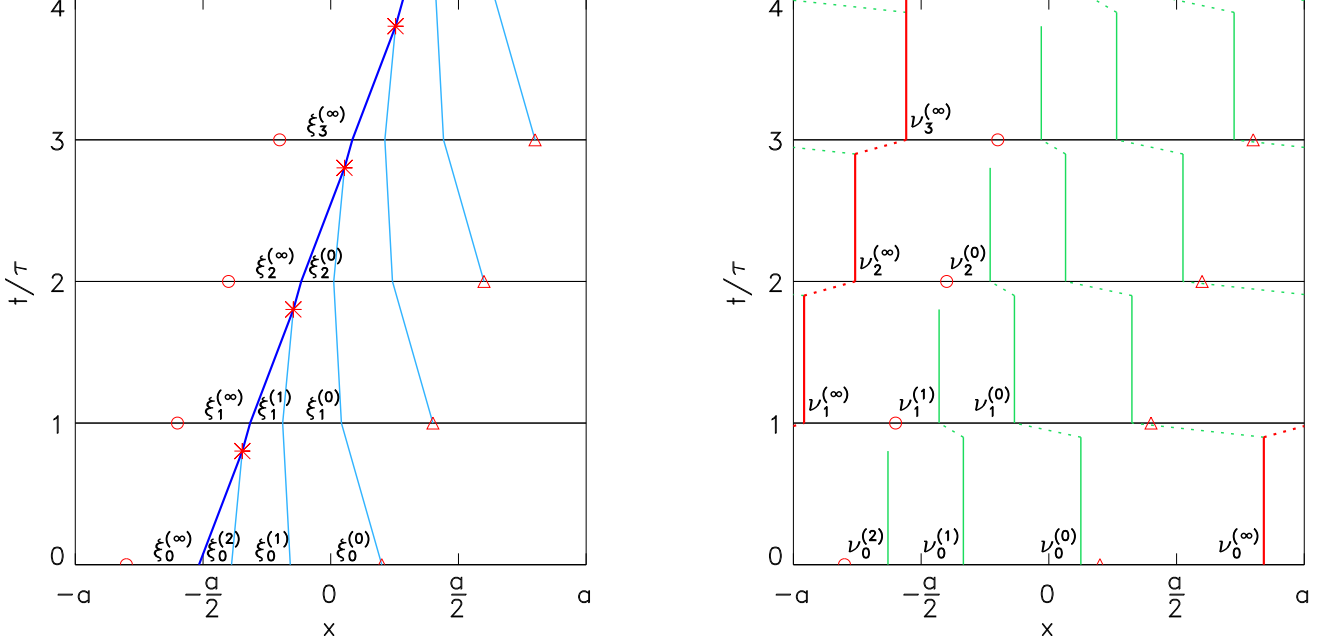 4 4
ξ₃^(∞) ν₃^(∞)
3 3
ξ₂^(∞) ξ₂^(0) ν₂^(∞) ν₂^(0)
2 2
t/τ t/τ
ξ₁^(∞) ξ₁^(1) ξ₁^(0) ν₁^(∞) ν₁^(1) ν₁^(0)
1 1
ξ₀^(∞) ξ₀^(2) ξ₀^(1) ξ₀^(0) ν₀^(2) ν₀^(1) ν₀^(0) ν₀^(∞)
0 0
−a −a/2 0 a/2 a −a −a/2 0 a/2 a
x x